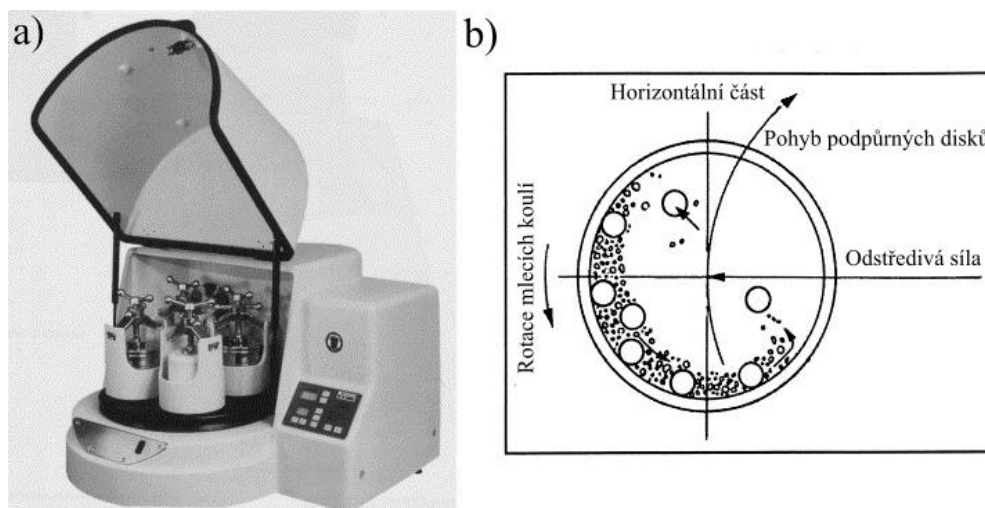 a)
b)
Horizontální část
Pohyb podpůrných disků
Odstředivá síla
Rotace mlecích koulí